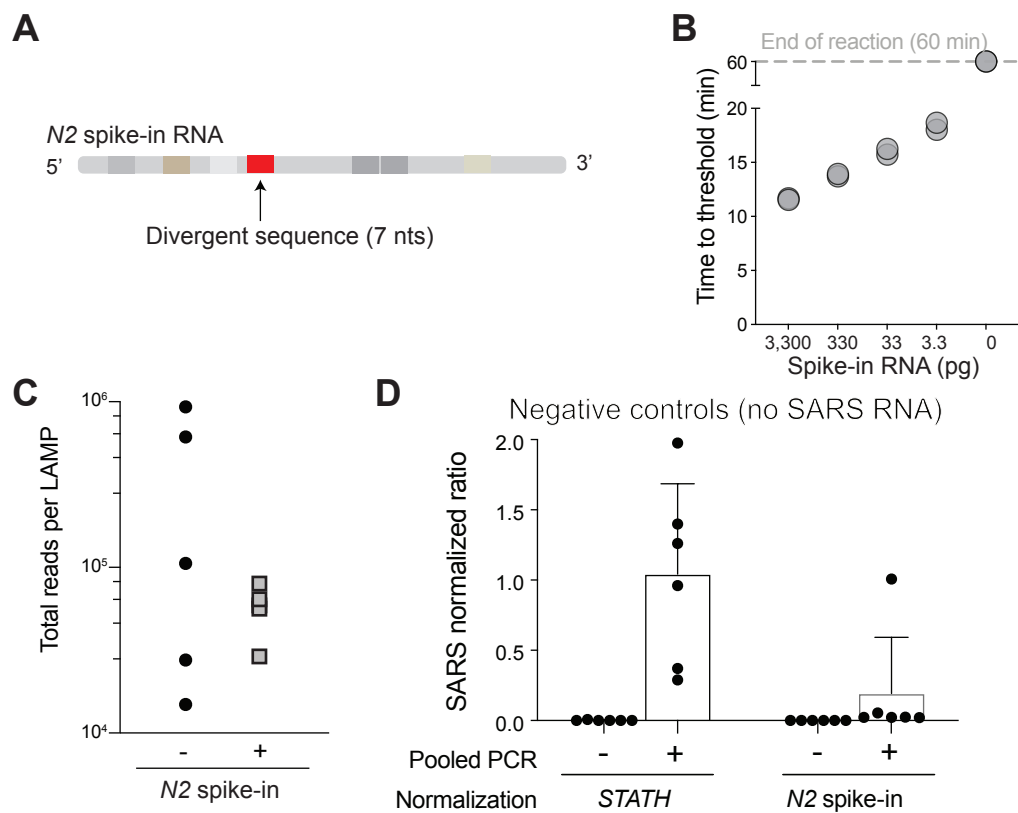 A
N2 spike-in RNA
5’
3’
Divergent sequence (7 nts)
B
End of reaction (60 min)
Time to threshold (min)
60
20
15
10
5
0
3,300
330
33
3.3
0
Spike-in RNA (pg)
C
Total reads per LAMP
10⁶
10⁵
10⁴
-
+
N2 spike-in
D
Negative controls (no SARS RNA)
SARS normalized ratio
2.0
1.5
1.0
0.5
0.0
Pooled PCR
-
+
-
+
Normalization
STATH
N2 spike-in